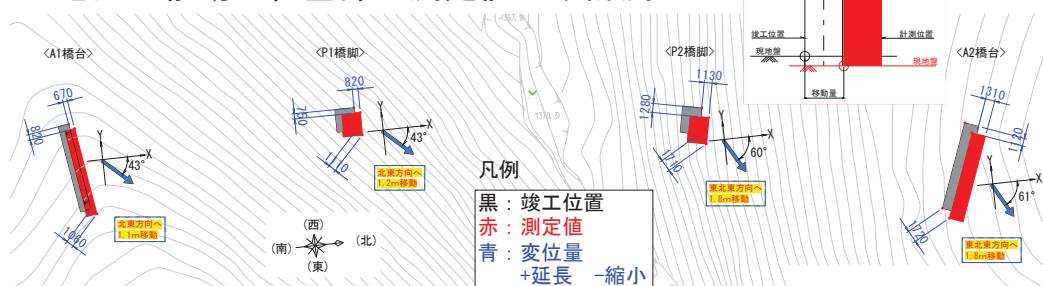 竣工位置
計測位置
現地盤
現地盤
移動量
〈A1橋台〉
670
820
Y
X
43°
1060
北東方向へ
1.1m移動
〈P1橋脚〉
820
760
Y
X
43°
1110
北東方向へ
1.2m移動
(西)
(南)
(北)
(東)
凡例
黒：竣工位置
赤：測定値
青：変位量
+延長 -縮小
〈P2橋脚〉
1130
1280
Y
X
60°
1710
東北東方向へ
1.8m移動
〈A2橋台〉
1310
1120
Y
X
61°
1720
東北東方向へ
1.8m移動